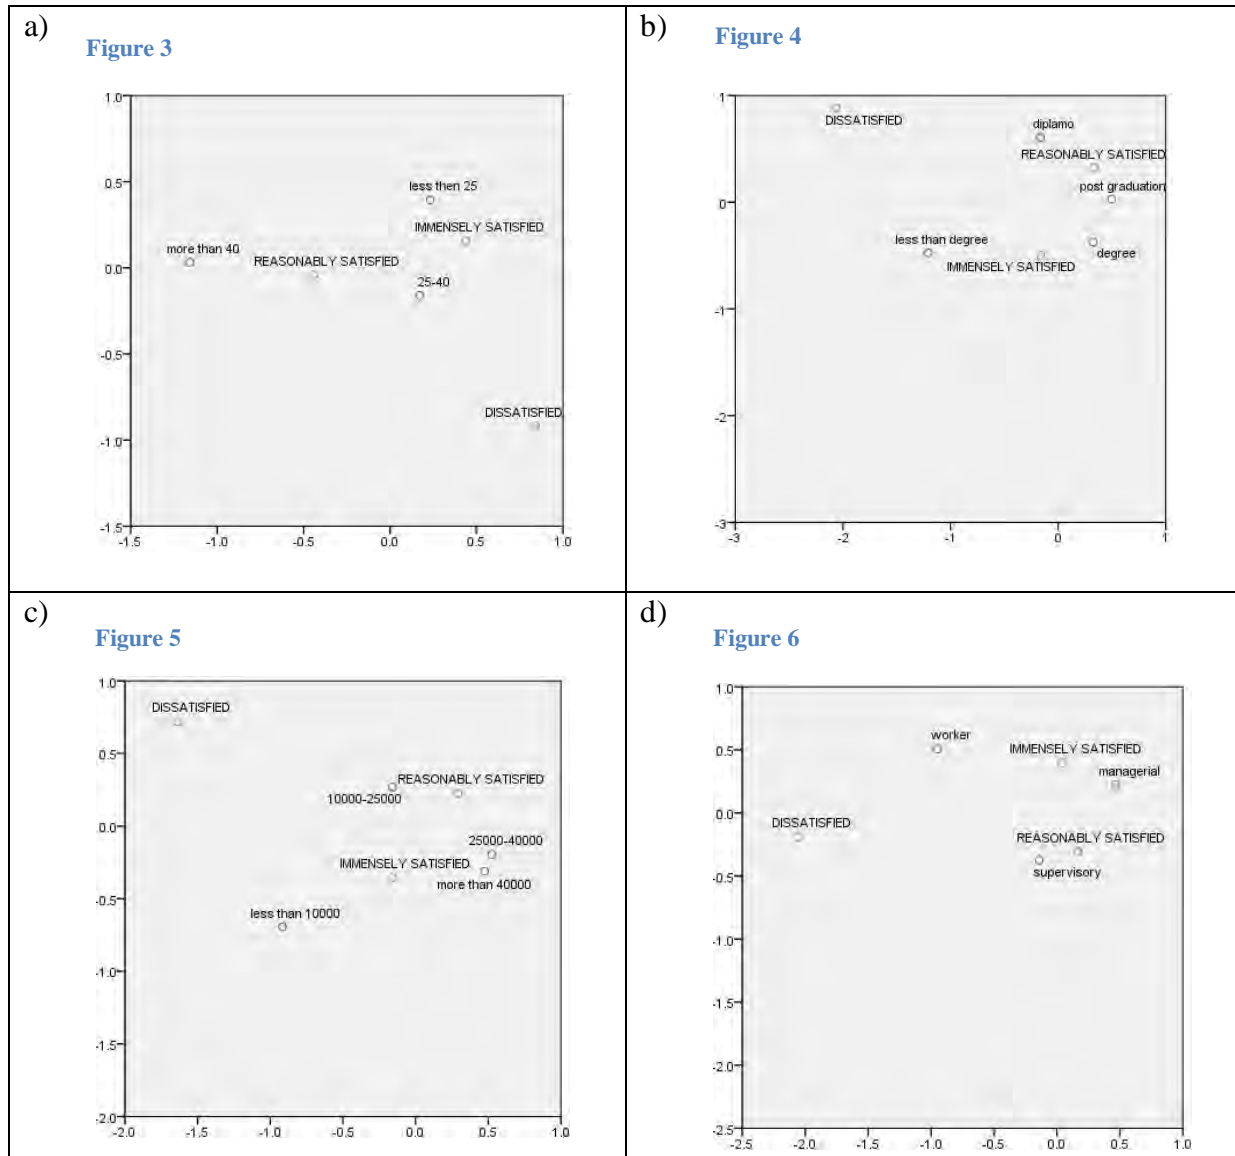 a)
Figure 3
1.0
0.5
0.0
-0.5
-1.0
-1.5
less then 25
IMMENSELY SATISFIED
more than 40
REASONABLY SATISFIED
25-40
DISSATISFIED
-1.5 -1.0 -0.5 0.0 0.5 1.0
b)
Figure 4
1
0
-1
-2
-3
DISSATISFIED
diplamo
REASONABLY SATISFIED
post graduation
less than degree
degree
IMMENSELY SATISFIED
-3 -2 -1 0 1
c)
Figure 5
1.0
0.5
0.0
-0.5
-1.0
-1.5
-2.0
DISSATISFIED
REASONABLY SATISFIED
10000-25000
25000-40000
IMMENSELY SATISFIED
more than 40000
less than 10000
-2.0 -1.5 -1.0 -0.5 0.0 0.5 1.0
d)
Figure 6
1.0
0.5
0.0
-0.5
-1.0
-1.5
-2.0
-2.5
worker
IMMENSELY SATISFIED
managerial
DISSATISFIED
REASONABLY SATISFIED
supervisory
-2.5 -2.0 -1.5 -1.0 -0.5 0.0 0.5 1.0